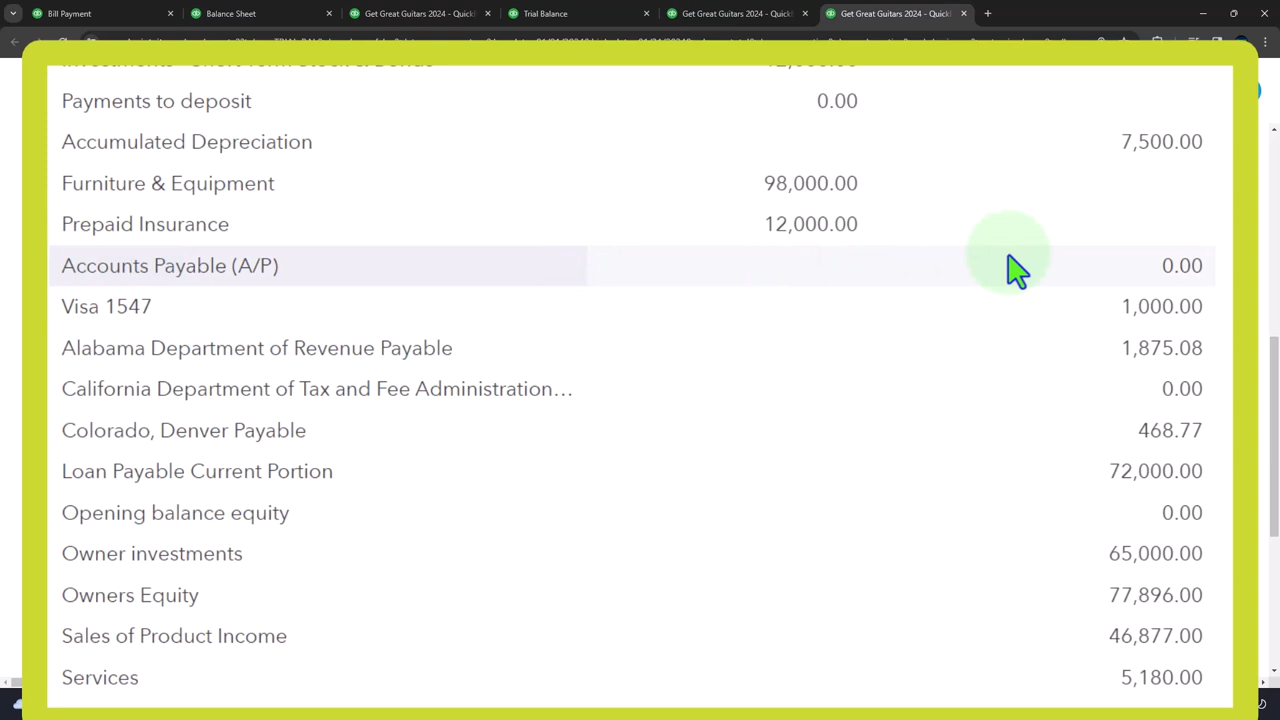 Bill Payment
Balance Sheet
Get Great Guitars 2024 - Quick
Trial Balance
Get Great Guitars 2024 - Quick
Get Great Guitars 2024 - Quick
Payments to deposit 0.00
Accumulated Depreciation 7,500.00
Furniture & Equipment 98,000.00
Prepaid Insurance 12,000.00
Accounts Payable (A/P) 0.00
Visa 1547 1,000.00
Alabama Department of Revenue Payable 1,875.08
California Department of Tax and Fee Administration… 0.00
Colorado, Denver Payable 468.77
Loan Payable Current Portion 72,000.00
Opening balance equity 0.00
Owner investments 65,000.00
Owners Equity 77,896.00
Sales of Product Income 46,877.00
Services 5,180.00